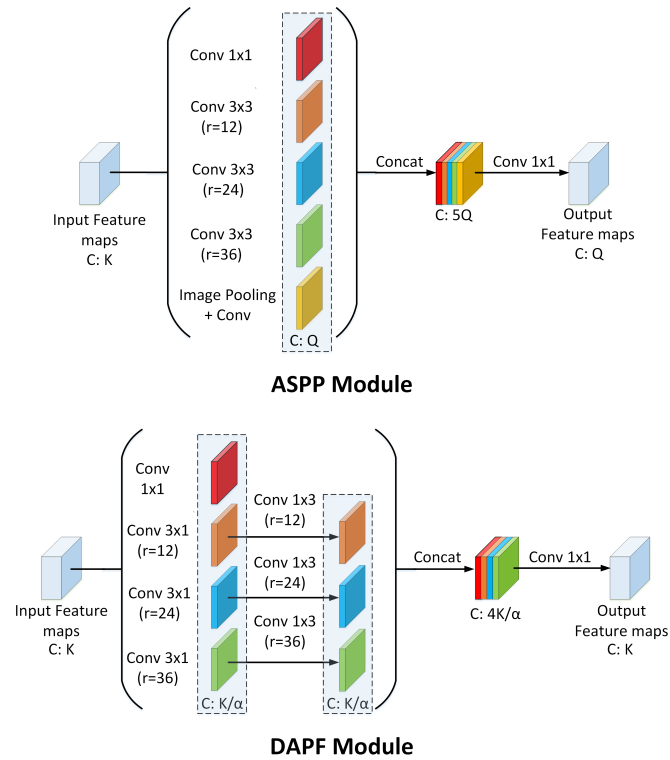 Conv 1x1
Conv 3x3
(r=12)
Conv 3x3
(r=24)
Conv 3x3
(r=36)
Image Pooling
+ Conv
Input Feature
maps
C: K
C: Q
Concat
C: 5Q
Conv 1x1
Output
Feature maps
C: Q
ASPP Module
Conv
1x1
Conv 3x1
(r=12)
Conv 3x1
(r=24)
Conv 3x1
(r=36)
Input Feature
maps
C: K
C: K/α
Conv 1x3
(r=12)
Conv 1x3
(r=24)
Conv 1x3
(r=36)
C: K/α
Concat
C: 4K/α
Conv 1x1
Output
Feature maps
C: K
DAPF Module